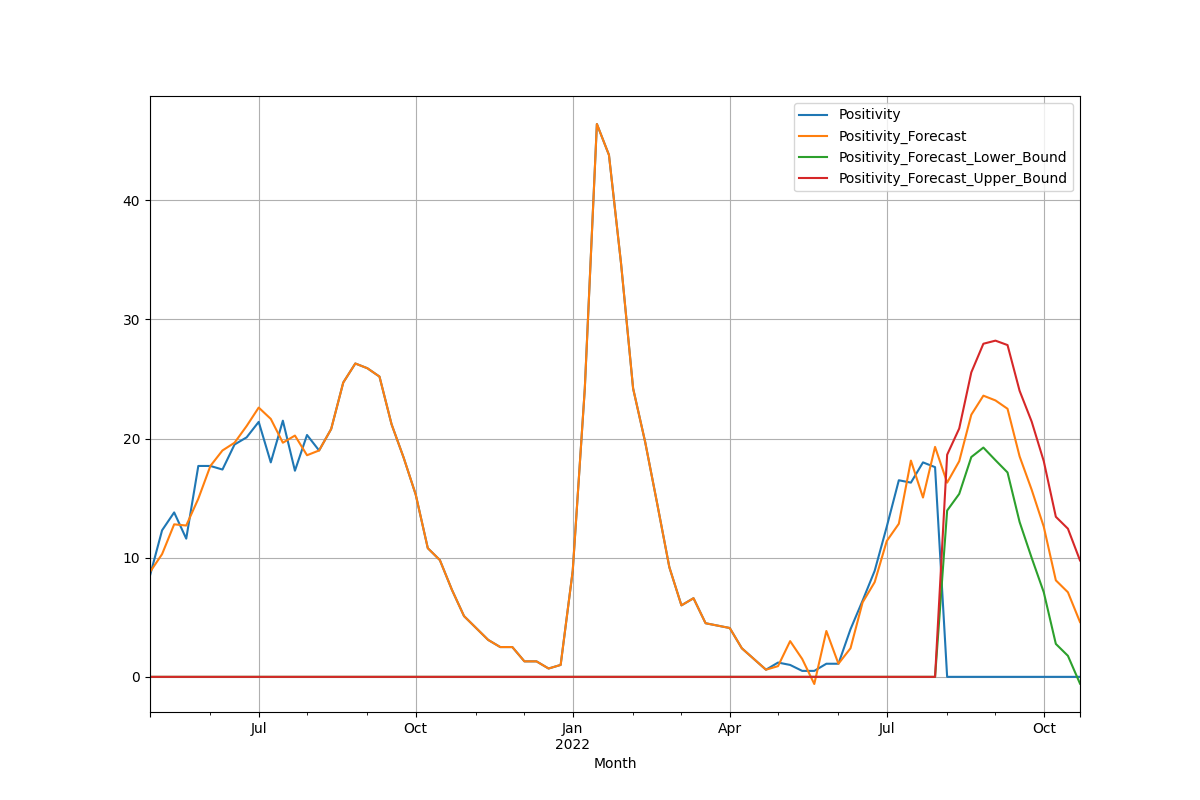 Positivity
Positivity_Forecast
Positivity_Forecast_Lower_Bound
Positivity_Forecast_Upper_Bound
40
30
20
10
0
Jul Oct Jan Apr Jul Oct
2022
Month